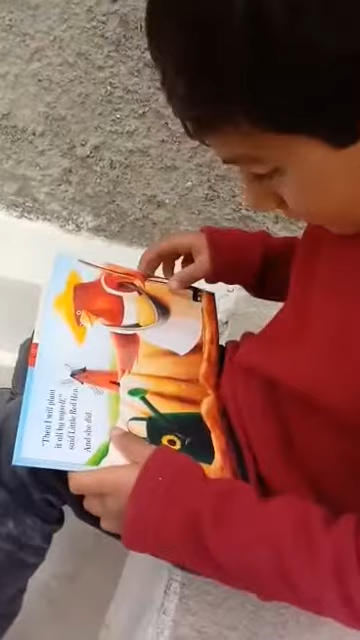 "Then I will plant
it all by myself,"
said Little Red Hen.
And she did.